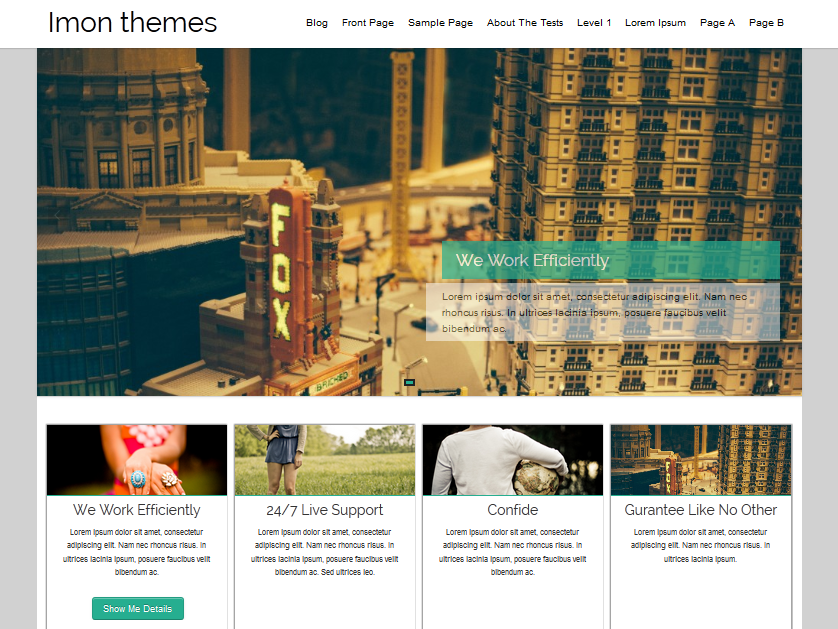 Imon themes
Blog Front Page Sample Page About The Tests Level 1 Lorem Ipsum Page A Page B
FOX
We Work Efficiently
Lorem ipsum dolor sit amet, consectetur adipiscing elit. Nam nec
rhoncus risus. In ultrices lacinia ipsum, posuere faucibus velit
bibendum ac.
We Work Efficiently
Lorem ipsum dolor sit amet, consectetur
adipiscing elit. Nam nec rhoncus risus. In
ultrices lacinia ipsum, posuere faucibus velit
bibendum ac.
Show Me Details
24/7 Live Support
Lorem ipsum dolor sit amet, consectetur
adipiscing elit. Nam nec rhoncus risus. In
ultrices lacinia ipsum, posuere faucibus velit
bibendum ac. Sed ultrices leo.
Confide
Lorem ipsum dolor sit amet, consectetur
adipiscing elit. Nam nec rhoncus risus. In
ultrices lacinia ipsum, posuere faucibus velit
bibendum ac.
Gurantee Like No Other
Lorem ipsum dolor sit amet, consectetur
adipiscing elit. Nam nec rhoncus risus. In
ultrices lacinia ipsum.